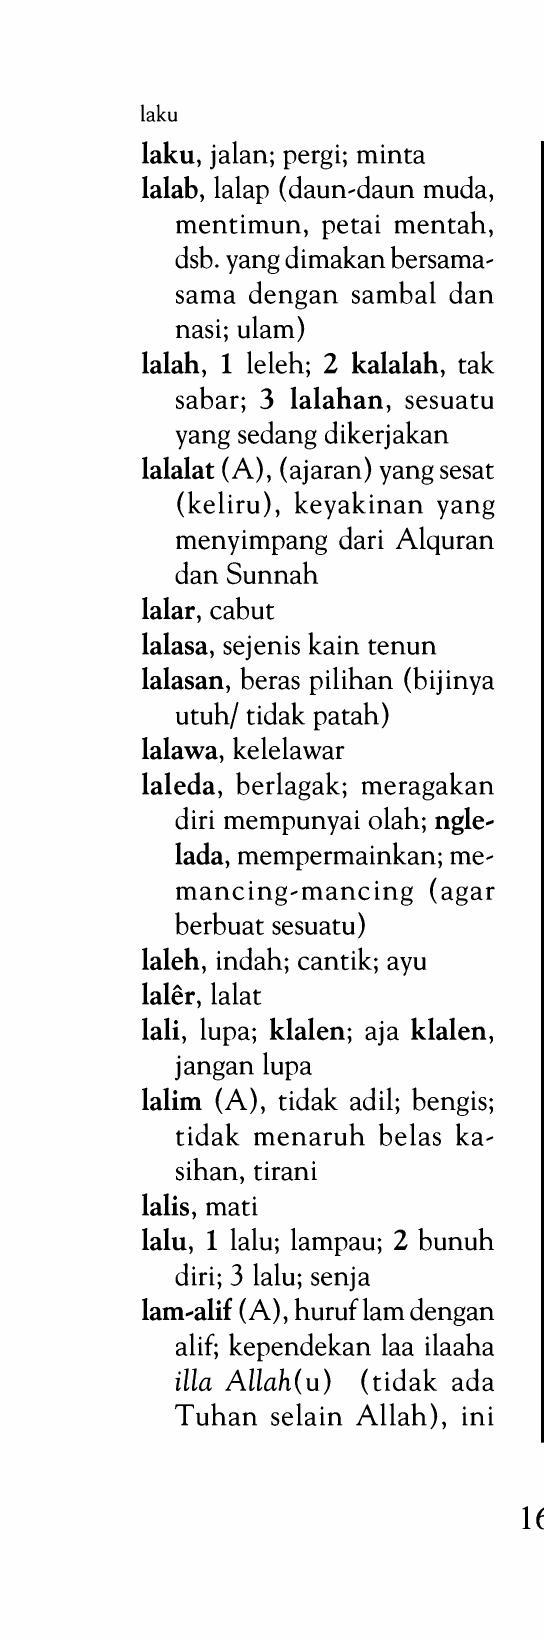 laku
laku, jalan; pergi; minta
lalab, lalap (daun-daun muda,
mentimun, petai mentah,
dsb. yang dimakan bersama-
sama dengan sambal dan
nasi; ulam)
lalah, 1 leleh; 2 kalalah, tak
sabar; 3 lalahan, sesuatu
yang sedang dikerjakan
lalalat (A), (ajaran) yang sesat
(keliru), keyakinan yang
menyimpang dari Alquran
dan Sunnah
lalar, cabut
lalasa, sejenis kain tenun
lalasan, beras pilihan (bijinya
utuh/ tidak patah)
lalawa, kelelawar
laleda, berlagak; meragakan
diri mempunyai olah; ngle-
lada, mempermainkan; me-
mancing-mancing (agar
berbuat sesuatu)
laleh, indah; cantik; ayu
lalêr, lalat
lali, lupa; klalen; aja klalen,
jangan lupa
lalim (A), tidak adil; bengis;
tidak menaruh belas ka-
sihan, tirani
lalis, mati
lalu, 1 lalu; lampau; 2 bunuh
diri; 3 lalu; senja
lam-alif (A), huruf lam dengan
alif; kependekan laa ilaaha
illa Allah(u) (tidak ada
Tuhan selain Allah), ini